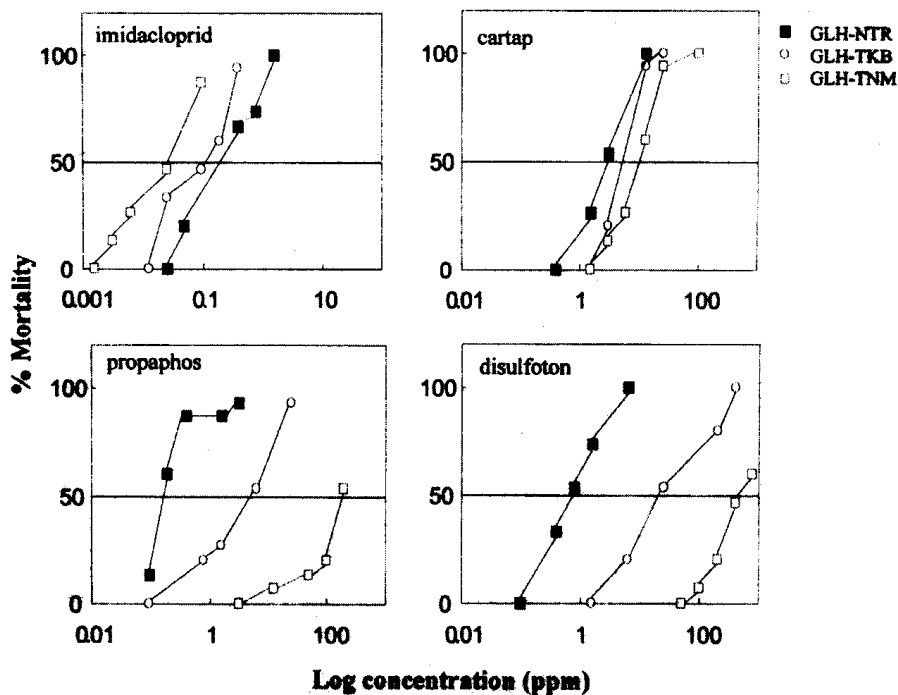 imidacloprid
cartap
GLH-NTR
GLH-TKB
GLH-TNM
100
50
0
0.001
0.1
10
100
50
0
0.01
1
100
% Mortality
propaphos
disulfoton
100
50
0
0.01
1
100
100
50
0
0.01
1
100
Log concentration (ppm)